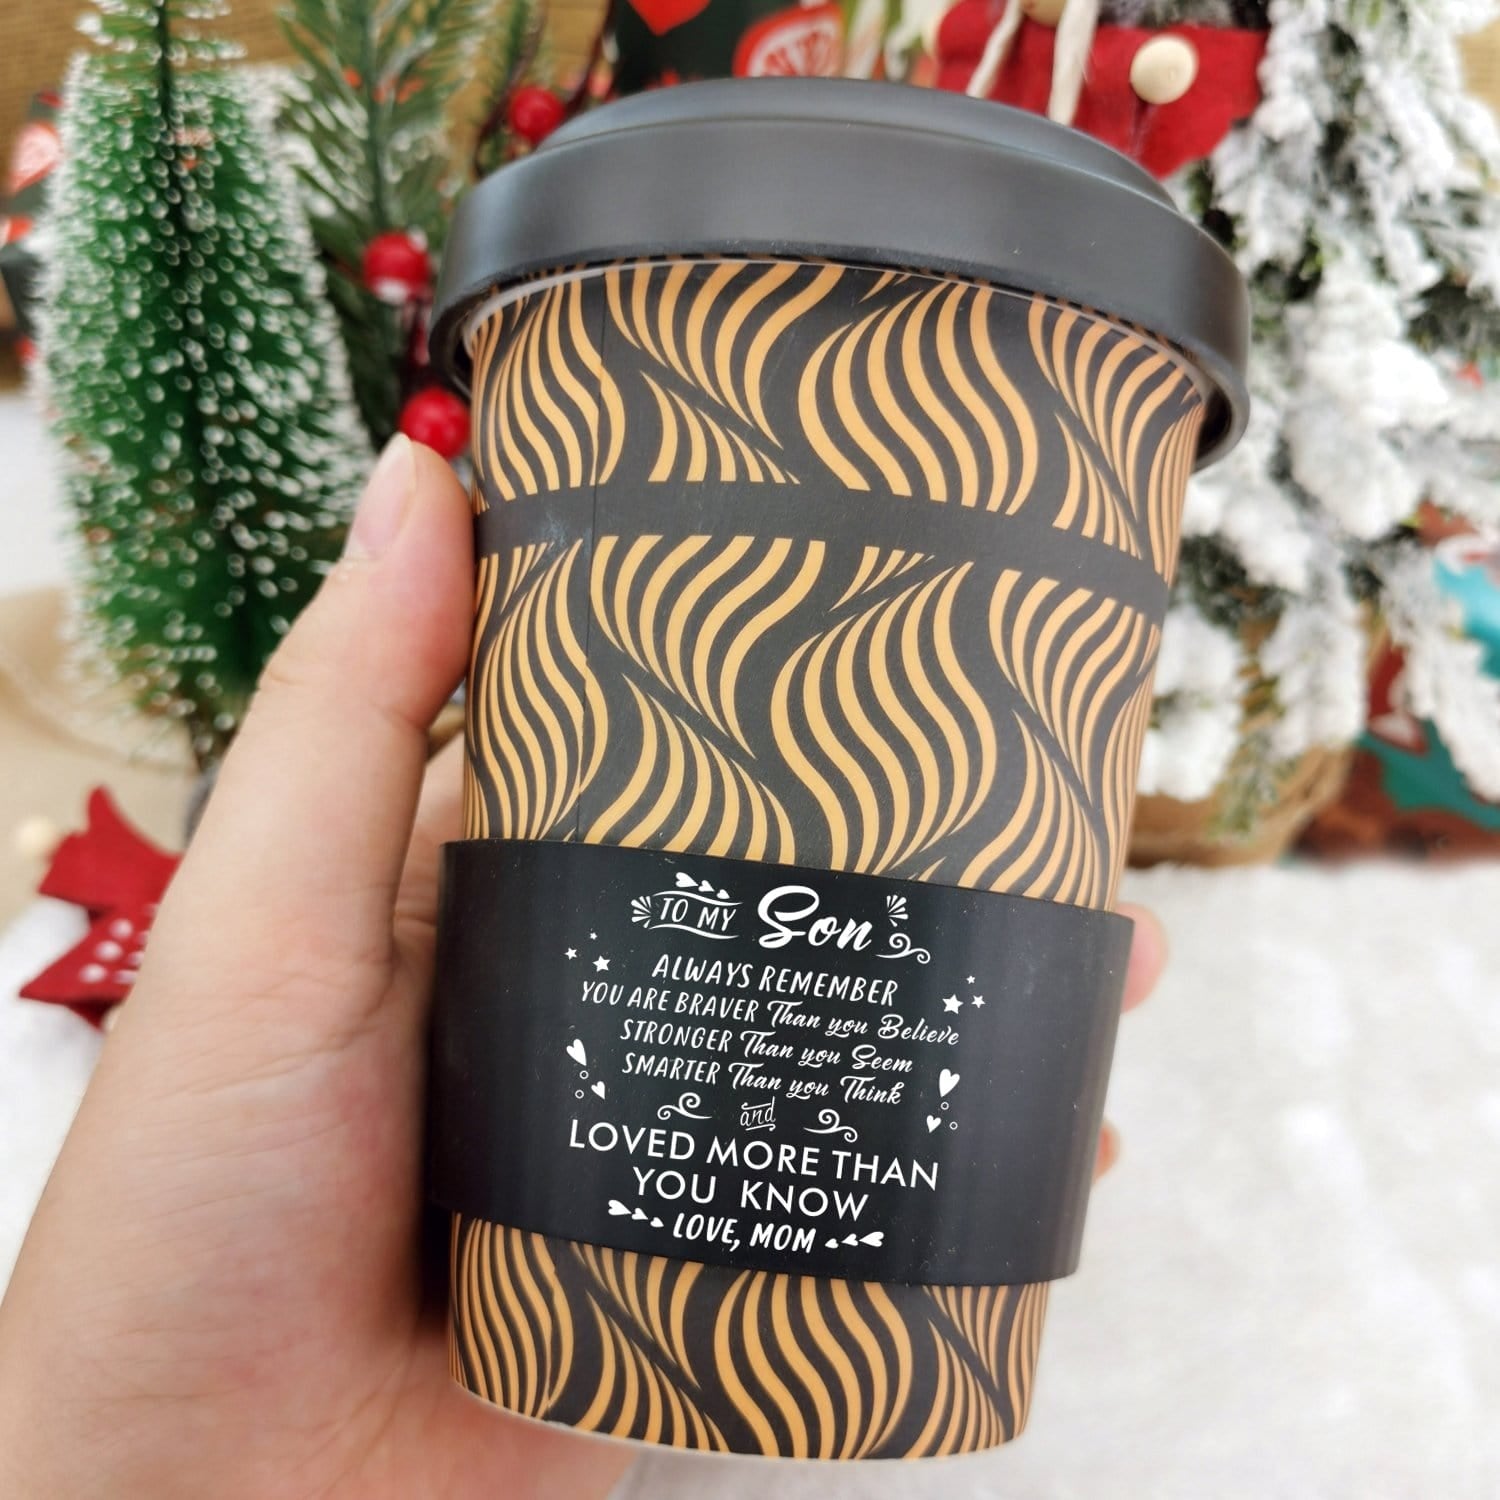 TO MY Son
ALWAYS REMEMBER
YOU ARE BRAVER Than you Believe
STRONGER Than you Seem
SMARTER Than you Think
and
LOVED MORE THAN
YOU KNOW
LOVE, MOM